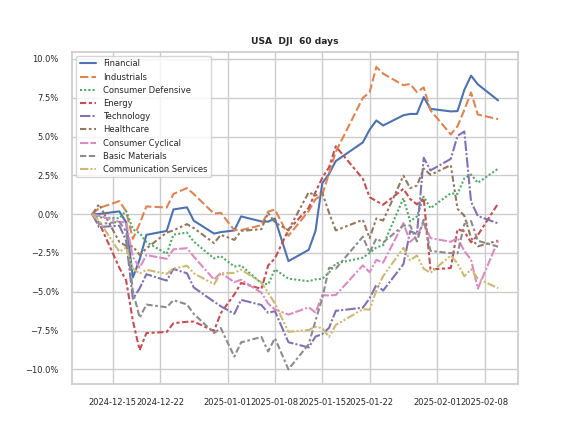 USA  DJI  60 days
10.0%
7.5%
5.0%
2.5%
0.0%
−2.5%
−5.0%
−7.5%
−10.0%
Financial
Industrials
Consumer Defensive
Energy
Technology
Healthcare
Consumer Cyclical
Basic Materials
Communication Services
2024-12-15 2024-12-22 2025-01-01 2025-01-08 2025-01-15 2025-01-22 2025-02-01 2025-02-08